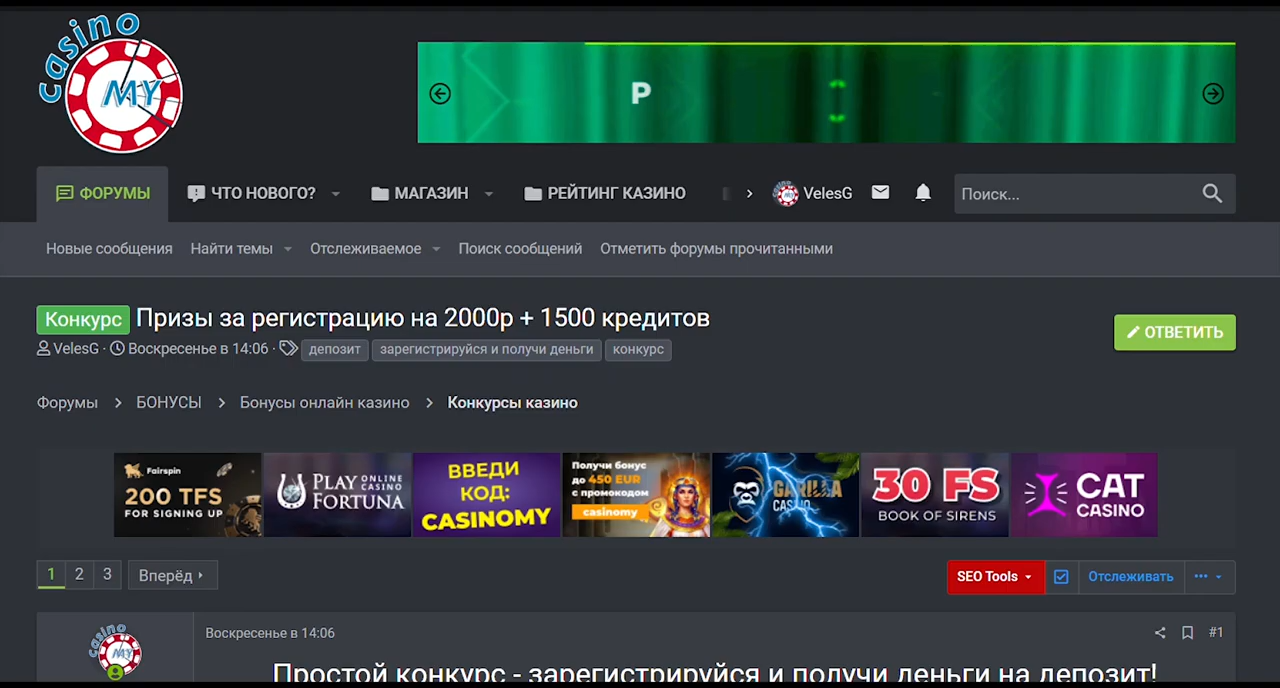 casino
MY
P
ФОРУМЫ
ЧТО НОВОГО?
МАГАЗИН
РЕЙТИНГ КАЗИНО
VelesG
Поиск...
Новые сообщения
Найти темы
Отслеживаемое
Поиск сообщений
Отметить форумы прочитанными
Конкурс Призы за регистрацию на 2000р + 1500 кредитов
ОТВЕТИТЬ
VelesG · Воскресенье в 14:06 · депозит зарегистрируйся и получи деньги конкурс
Форумы > БОНУСЫ > Бонусы онлайн казино > Конкурсы казино
Fairspin
200 TFS
FOR SIGNING UP
PLAY ONLINE
CASINO
FORTUNA
ВВЕДИ
КОД:
CASINOMY
Получи бонус
до 450 EUR
с промокодом
casinomy
GARILLA
CASINO
30 FS
BOOK OF SIRENS
CAT
CASINO
1 2 3 Вперёд
SEO Tools
Отслеживать
•••
casino
MY
Воскресенье в 14:06
#1
Простой конкурс - зарегистрируйся и получи деньги на депозит!